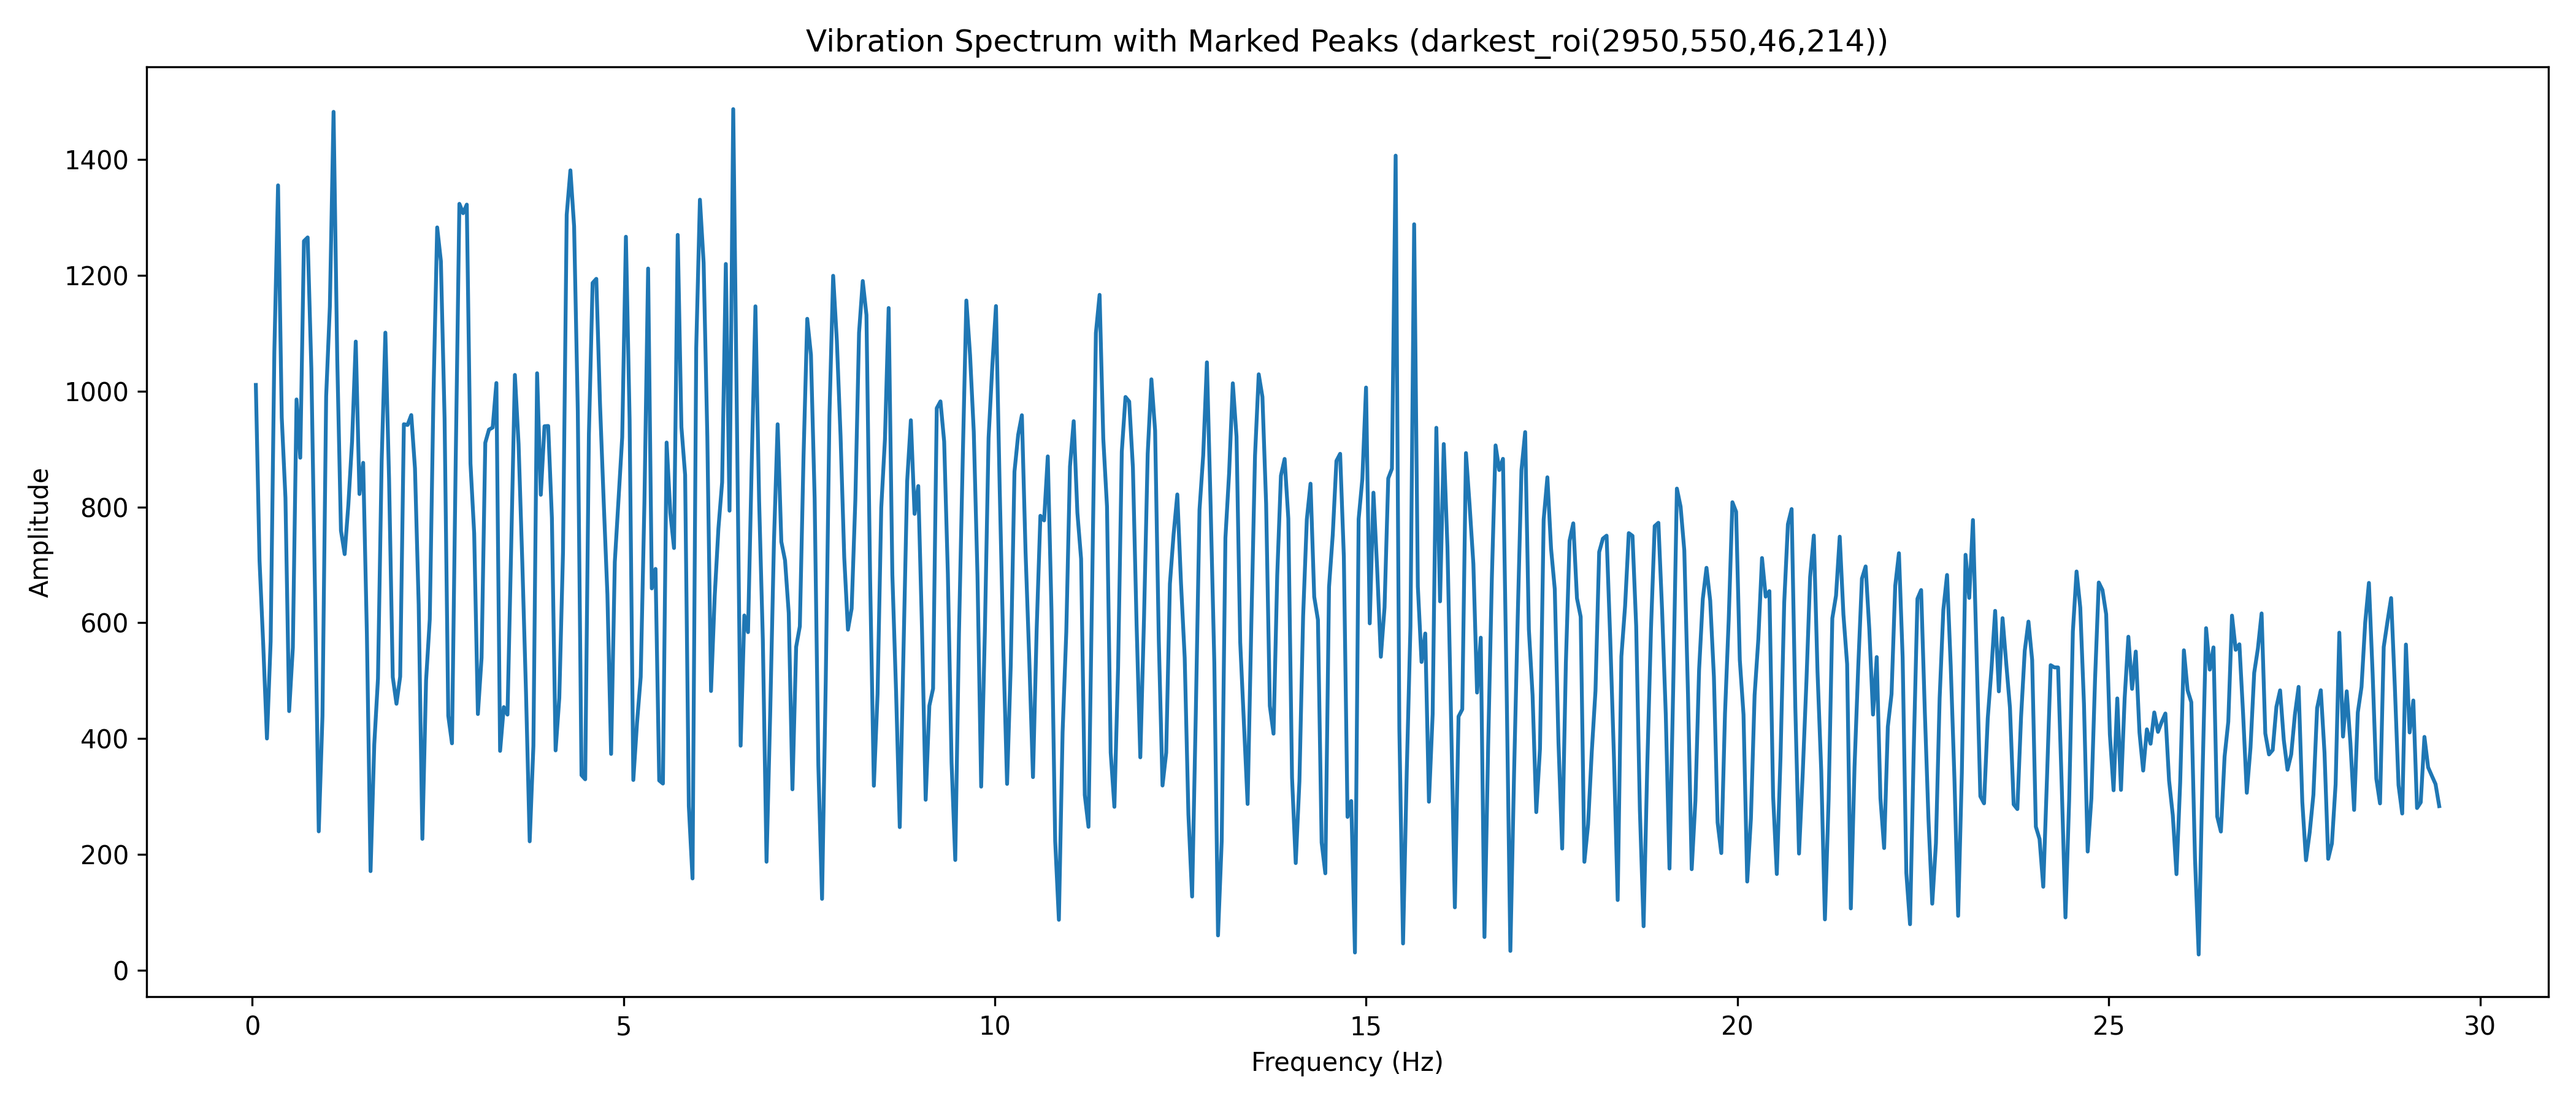 Vibration Spectrum with Marked Peaks (darkest_roi(2950,550,46,214))
1400
1200
1000
800
600
400
200
0
Amplitude
0 5 10 15 20 25 30
Frequency (Hz)